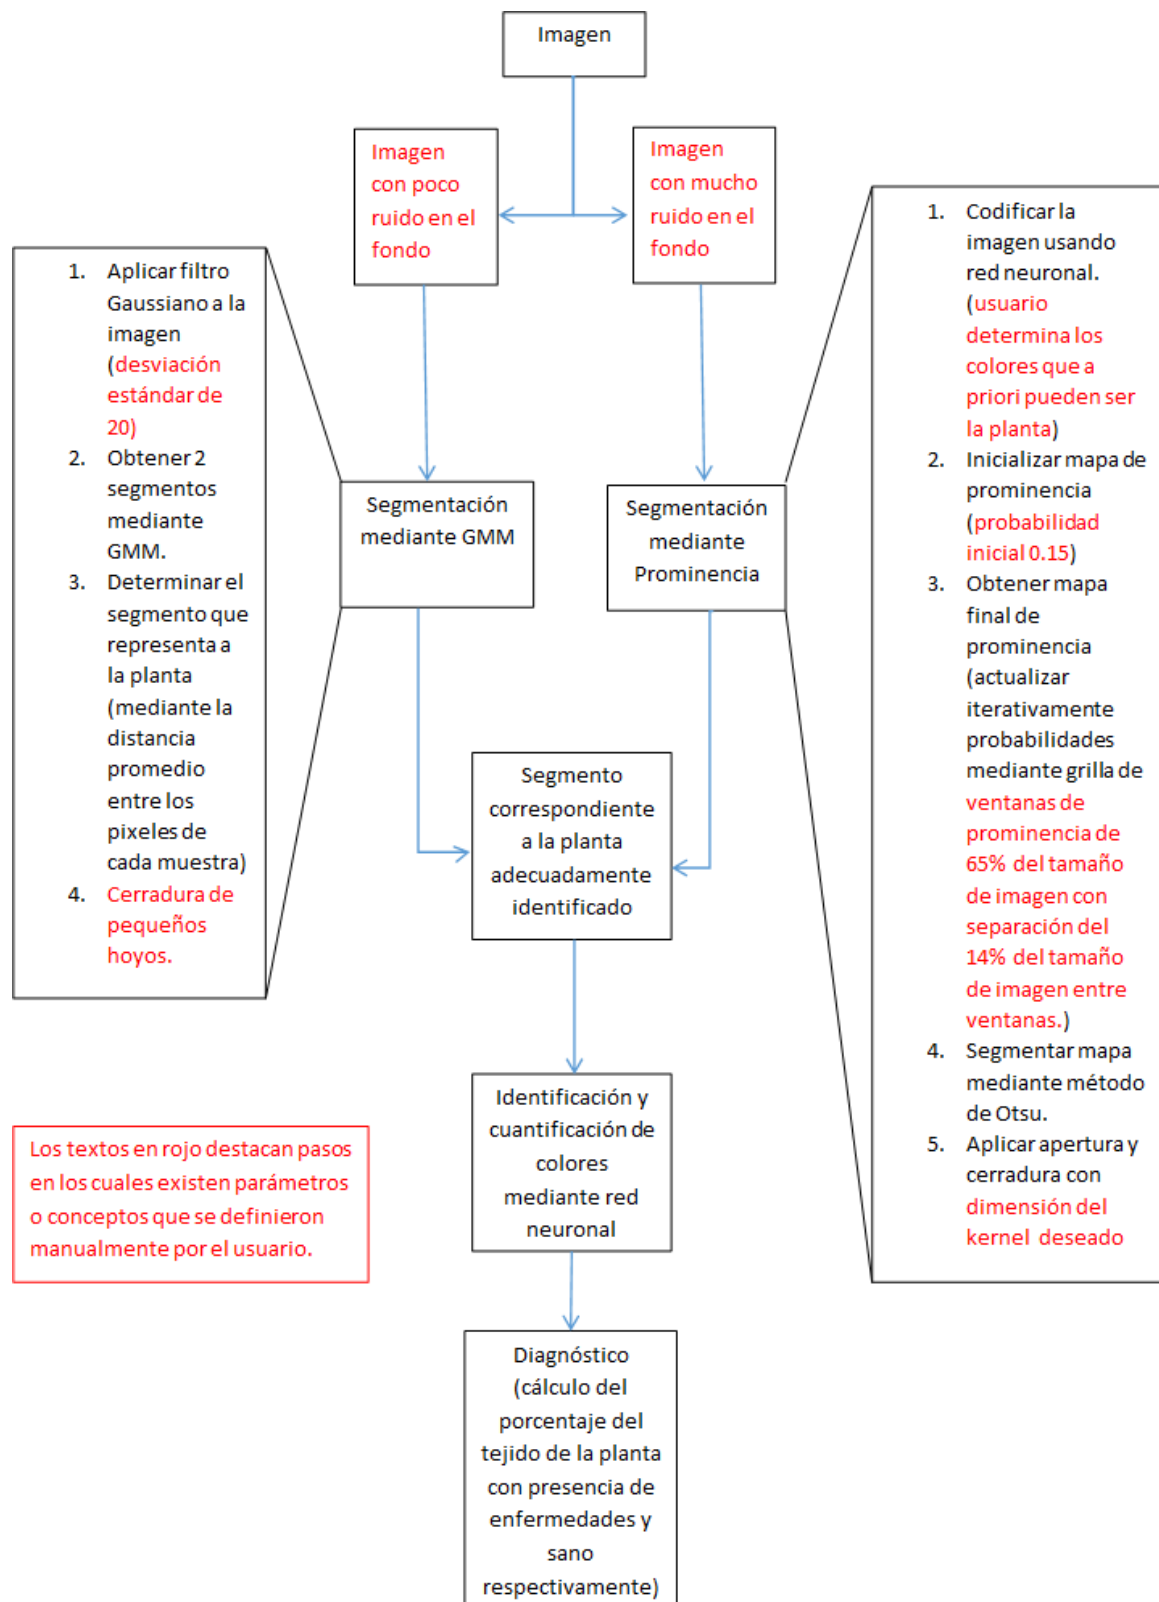 Imagen
Imagen
con poco
ruido en el
fondo
Imagen
con mucho
ruido en el
fondo
1. Aplicar filtro
Gaussiano a la
imagen
(desviación
estándar de
20)
2. Obtener 2
segmentos
mediante
GMM.
3. Determinar el
segmento que
representa a
la planta
(mediante la
distancia
promedio
entre los
pixeles de
cada muestra)
4. Cerradura de
pequeños
hoyos.
Segmentación
mediante GMM
Segmentación
mediante
Prominencia
1. Codificar la
imagen usando
red neuronal.
(usuario
determina los
colores que a
priori pueden ser
la planta)
2. Inicializar mapa de
prominencia
(probabilidad
inicial 0.15)
3. Obtener mapa
final de
prominencia
(actualizar
iterativamente
probabilidades
mediante grilla de
ventanas de
prominencia de
65% del tamaño
de imagen con
separación del
14% del tamaño
de imagen entre
ventanas.)
4. Segmentar mapa
mediante método
de Otsu.
5. Aplicar apertura y
cerradura con
dimensión del
kernel deseado
Segmento
correspondiente
a la planta
adecuadamente
identificado
Identificación y
cuantificación de
colores
mediante red
neuronal
Los textos en rojo destacan pasos
en los cuales existen parámetros
o conceptos que se definieron
manualmente por el usuario.
Diagnóstico
(cálculo del
porcentaje del
tejido de la planta
con presencia de
enfermedades y
sano
respectivamente)